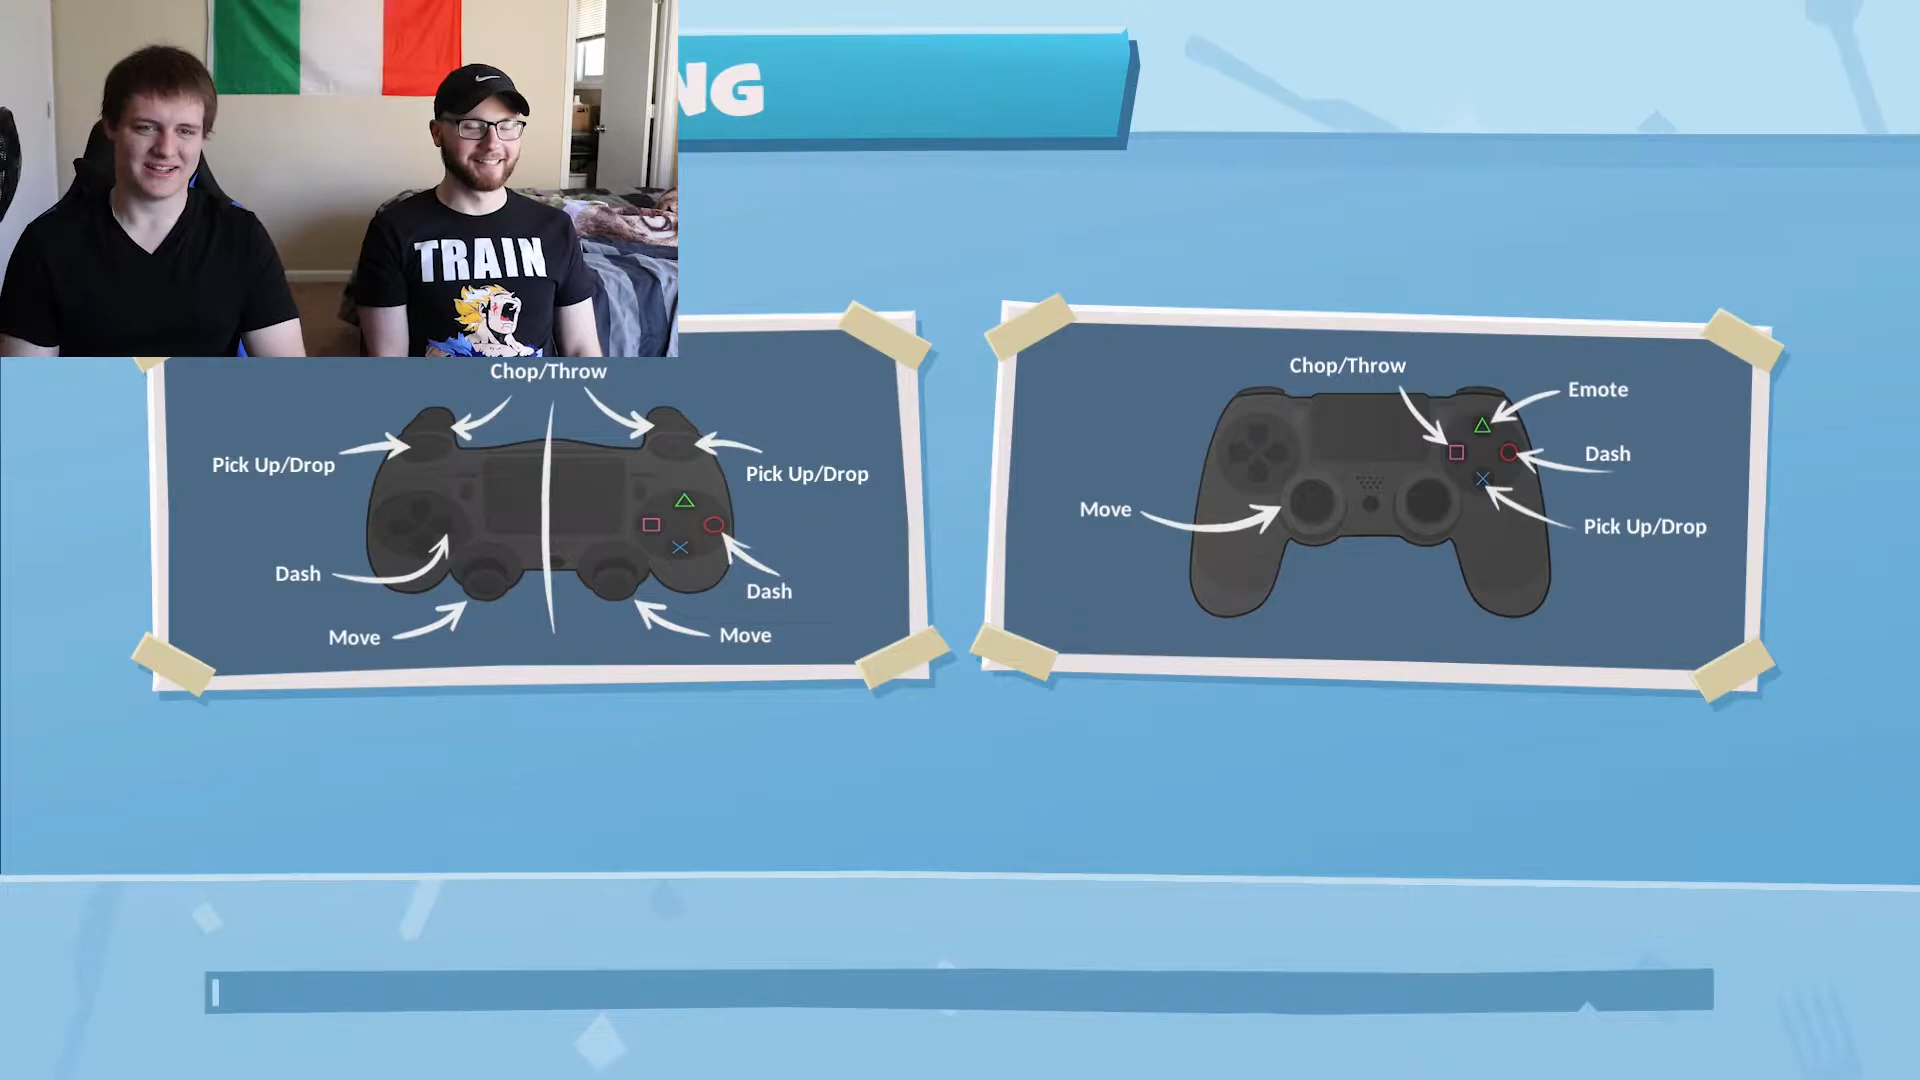 NG
TRAIN
Chop/Throw
Pick Up/Drop
Pick Up/Drop
Dash
Dash
Move
Move
Chop/Throw
Emote
Dash
Move
Pick Up/Drop